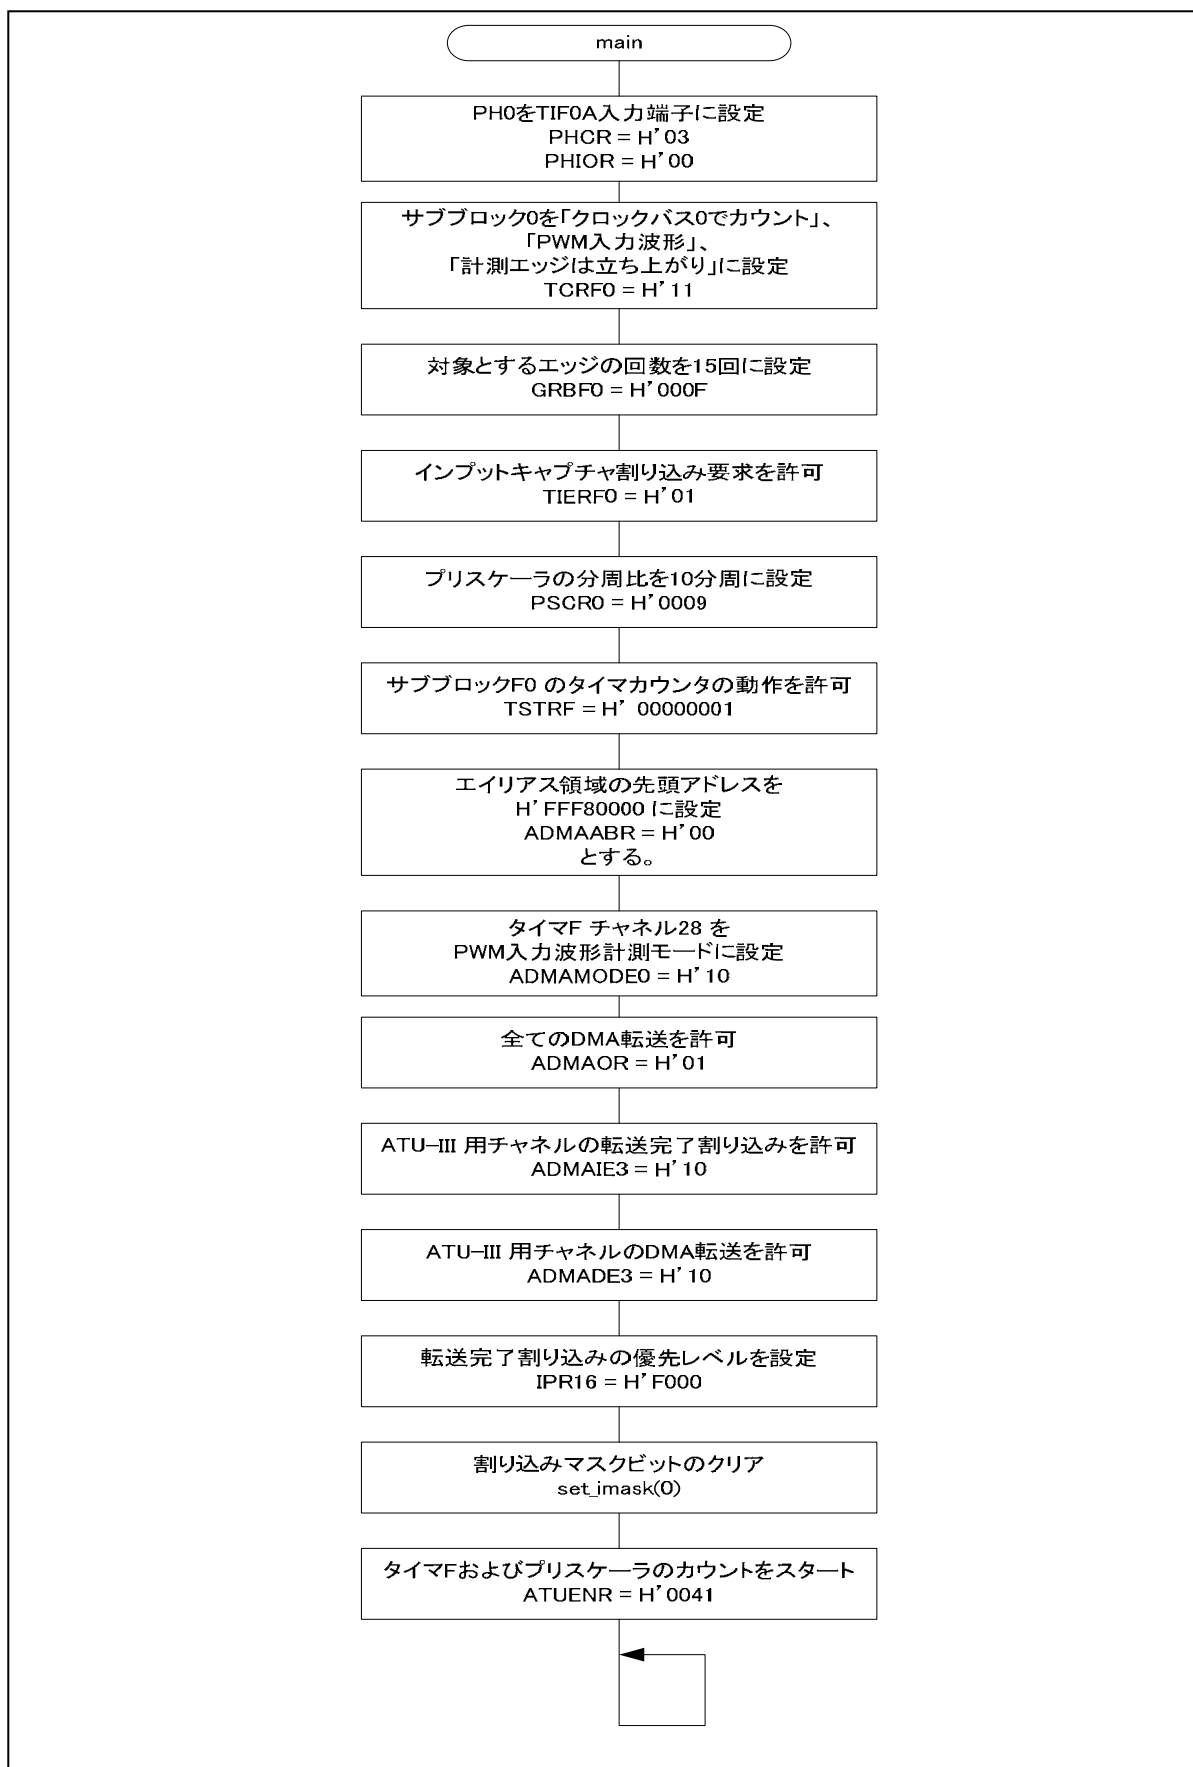 main
PH0をTIF0A入力端子に設定
PHCR = H’03
PHIOR = H’00
サブブロック0を「クロックバス0でカウント」、
「PWM入力波形」、
「計測エッジは立ち上がり」に設定
TCRF0 = H’11
対象とするエッジの回数を15回に設定
GRBF0 = H’000F
インプットキャプチャ割り込み要求を許可
TIERF0 = H’01
プリスケーラの分周比を10分周に設定
PSCR0 = H’0009
サブブロックF0 のタイマカウンタの動作を許可
TSTRF = H’ 00000001
エイリアス領域の先頭アドレスを
H’FFF80000 に設定
ADMAABR = H’00
とする。
タイマF チャネル28 を
PWM入力波形計測モードに設定
ADMAMODE0 = H’10
全てのDMA転送を許可
ADMAOR = H’01
ATU-III 用チャネルの転送完了割り込みを許可
ADMAIE3 = H’10
ATU-III 用チャネルのDMA転送を許可
ADMADE3 = H’10
転送完了割り込みの優先レベルを設定
IPR16 = H’F000
割り込みマスクビットのクリア
set_imask(0)
タイマFおよびプリスケーラのカウントをスタート
ATUENR = H’0041